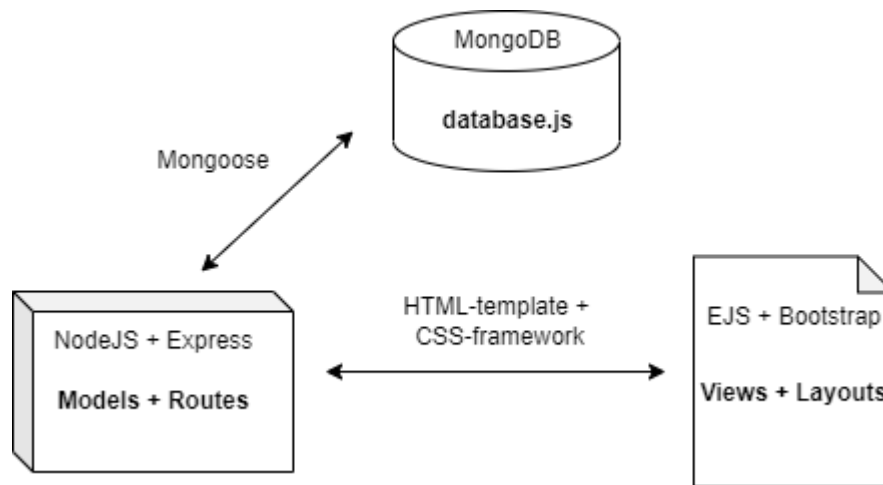 MongoDB
database.js
Mongoose
HTML-template +
CSS-framework
NodeJS + Express
Models + Routes
EJS + Bootstrap
Views + Layouts